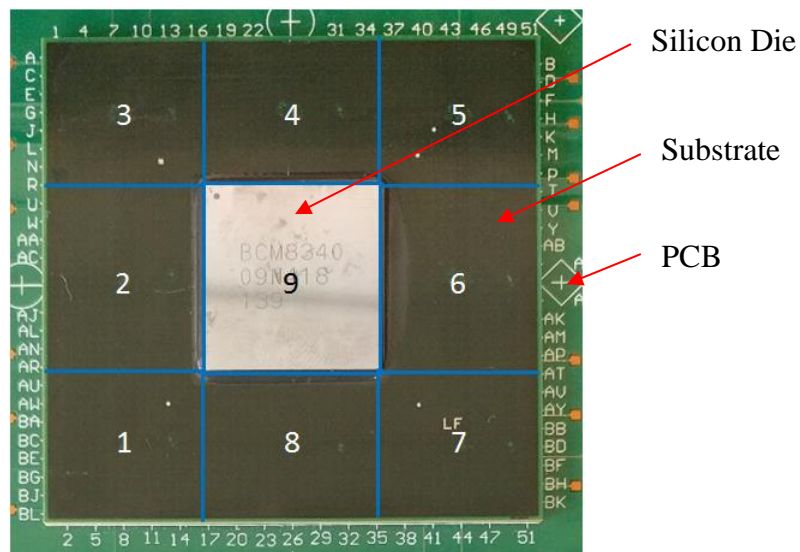 1 4 7 10 13 16 19 22 31 34 37 40 43 46 49 51
Silicon Die
Substrate
PCB
A
C
E
G
J
L
N
R
U
W
AA
AC
AJ
AL
AN
AR
AU
AW
BA
BC
BE
BG
BJ
BL
3 4 5
2 9 6
1 8 7
BCM8340
139
LF
B
D
F
H
K
M
P
T
V
Y
AB
A
A
AK
AM
AP
AT
AV
AY
BB
BD
BF
BH
BK
2 5 8 11 14 17 20 23 26 29 32 35 38 41 44 47 51